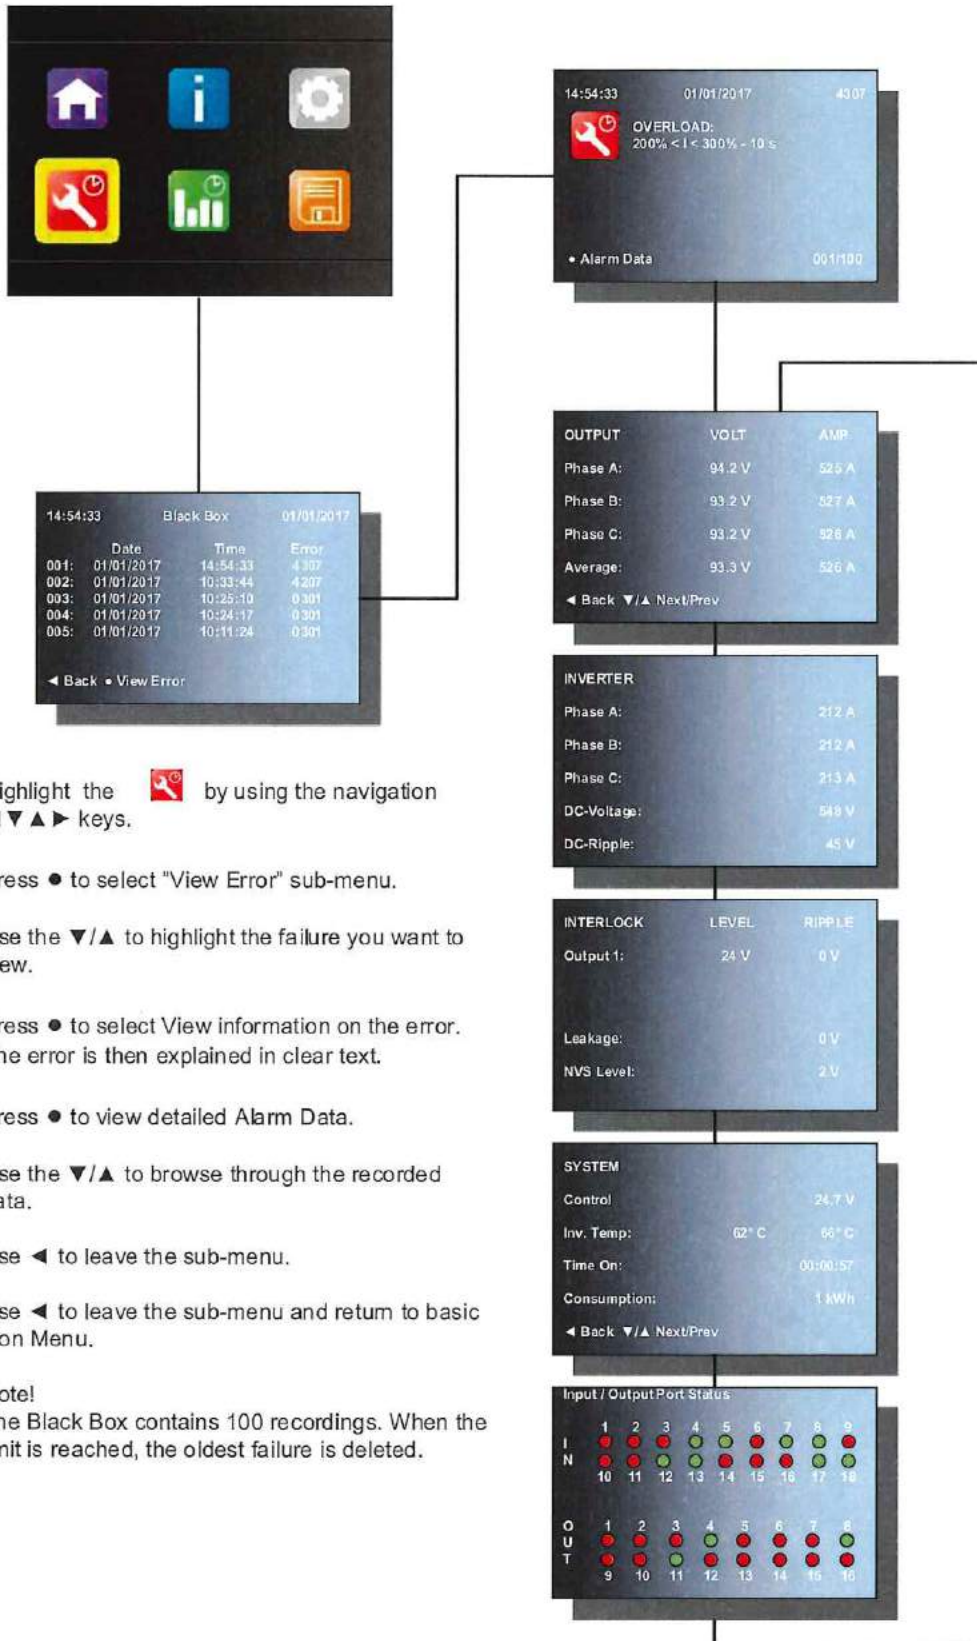 14:54:33 Black Box 01/01/2017
Date Time Error
001: 01/01/2017 14:54:33 4307
002: 01/01/2017 10:33:44 4207
003: 01/01/2017 10:25:10 0301
004: 01/01/2017 10:24:17 0301
005: 01/01/2017 10:11:24 0301
◄ Back ● View Error
ighlight the by using the navigation
▼ ▲ ► keys.
ress ● to select "View Error" sub-menu.
se the ▼/▲ to highlight the failure you want to
ew.
ress ● to select View information on the error.
he error is then explained in clear text.
ress ● to view detailed Alarm Data.
se the ▼/▲ to browse through the recorded
ata.
se ◄ to leave the sub-menu.
se ◄ to leave the sub-menu and return to basic
on Menu.
ote!
he Black Box contains 100 recordings. When the
mit is reached, the oldest failure is deleted.
14:54:33 01/01/2017 4307
OVERLOAD:
200% < I < 300% - 10 s
● Alarm Data 001/100
OUTPUT VOLT AMP
Phase A: 94.2 V 525 A
Phase B: 93.2 V 527 A
Phase C: 93.2 V 526 A
Average: 93.3 V 526 A
◄ Back ▼/▲ Next/Prev
INVERTER
Phase A: 212 A
Phase B: 212 A
Phase C: 213 A
DC-Voltage: 548 V
DC-Ripple: 45 V
INTERLOCK LEVEL RIPPLE
Output 1: 24 V 0 V
Leakage: 0 V
NVS Level: 2 V
SYSTEM
Control 24.7 V
Inv. Temp: 62° C 66° C
Time On: 00:00:57
Consumption: 1 kWh
◄ Back ▼/▲ Next/Prev
Input / Output Port Status
1 2 3 4 5 6 7 8 9
IN
10 11 12 13 14 15 16 17 18
1 2 3 4 5 6 7 8
OUT
9 10 11 12 13 14 15 16